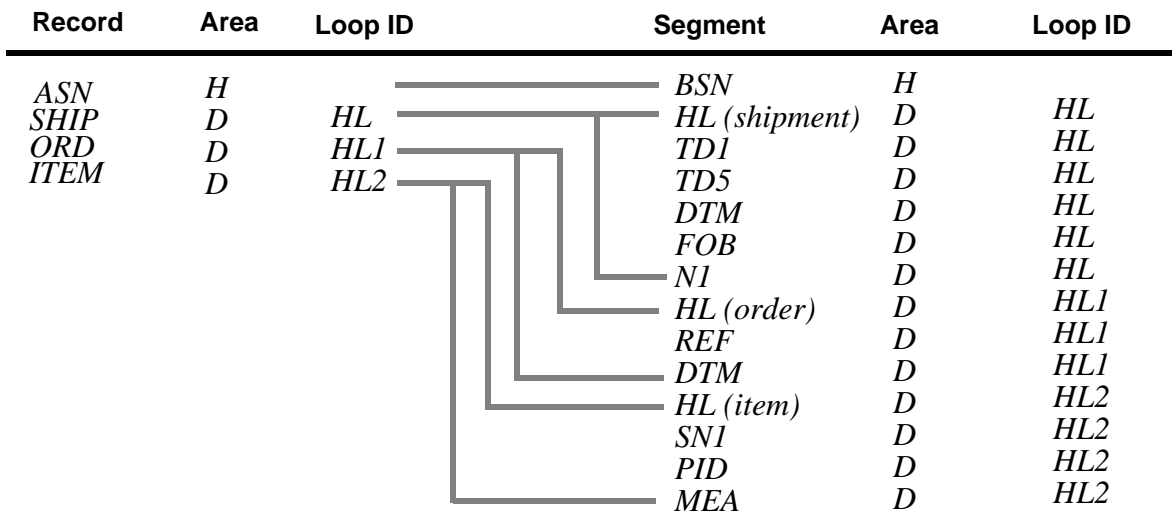 Record Area Loop ID Segment Area Loop ID
ASN H BSN H
SHIP D HL HL (shipment) D HL
ORD D HL1 TD1 D HL
ITEM D HL2 TD5 D HL
DTM D HL
FOB D HL
N1 D HL
HL (order) D HL1
REF D HL1
DTM D HL1
HL (item) D HL2
SN1 D HL2
PID D HL2
MEA D HL2